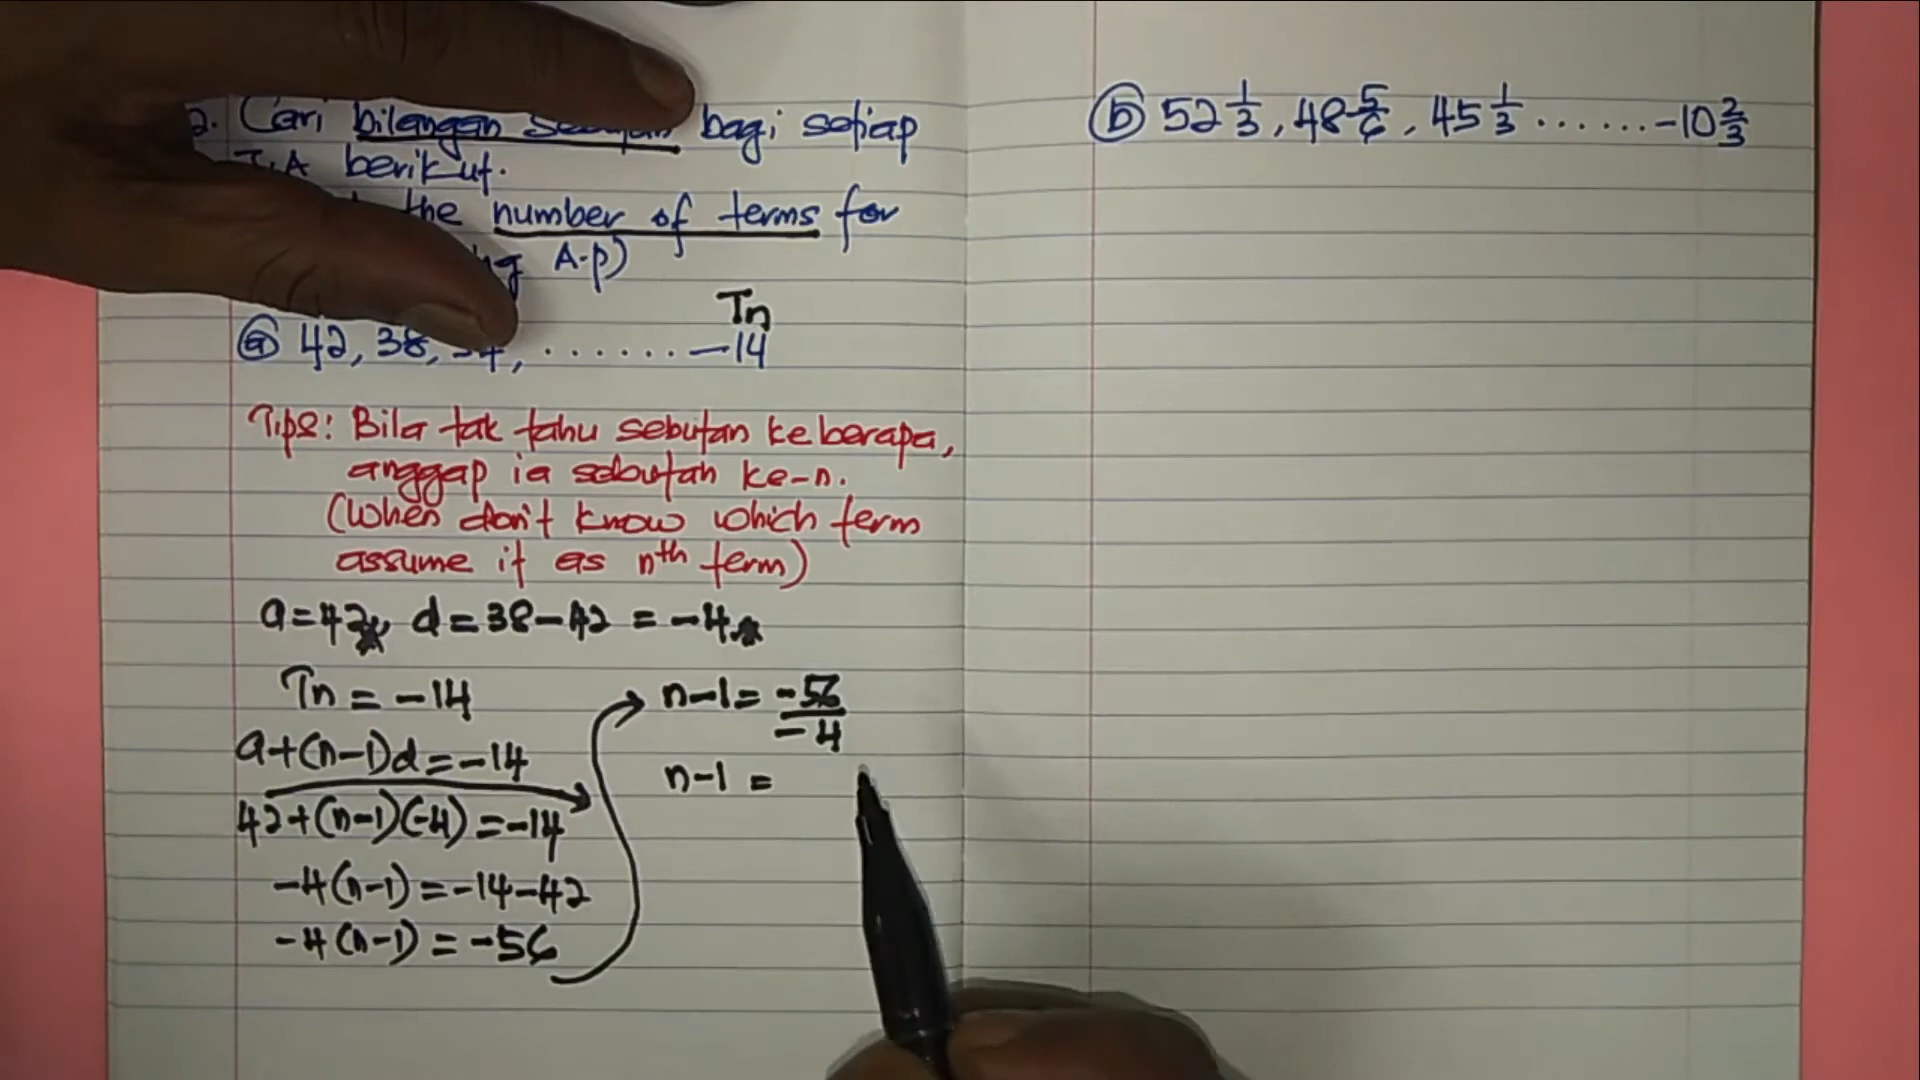 2. Cari bilangan bagi setiap
T.A berikut.
the number of terms for
A.p)
Tn
ⓐ 42, 38, 34, ....... -14
Tips: Bila tak tahu sebutan keberapa,
anggap ia sebutan ke-n.
(When don't know which term
assume it as nth term)
a=42, d=38-42 = -4
Tn = -14
a+(n-1)d=-14
42+(n-1)(-4)=-14
-4(n-1)=-14-42
-4(n-1)=-56
n-1=-56/-4
n-1=
ⓑ 52 1/3, 48 5/6, 45 1/3 ...... -10 2/3